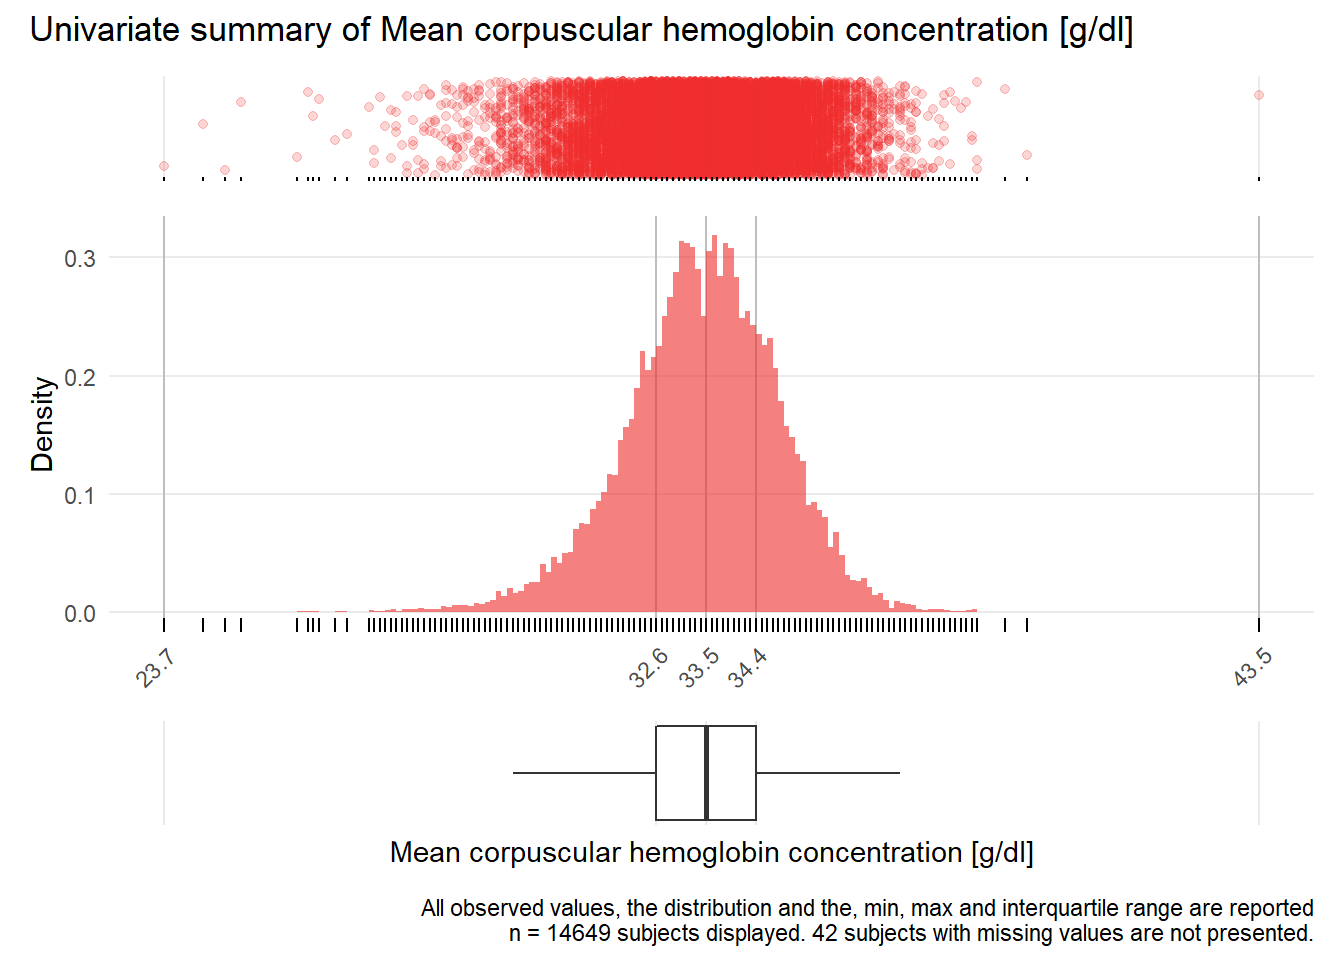 Univariate summary of Mean corpuscular hemoglobin concentration [g/dl]
0.3
0.2
0.1
0.0
Density
23.7
32.6
33.5
34.4
43.5
Mean corpuscular hemoglobin concentration [g/dl]
All observed values, the distribution and the, min, max and interquartile range are reported
n = 14649 subjects displayed. 42 subjects with missing values are not presented.